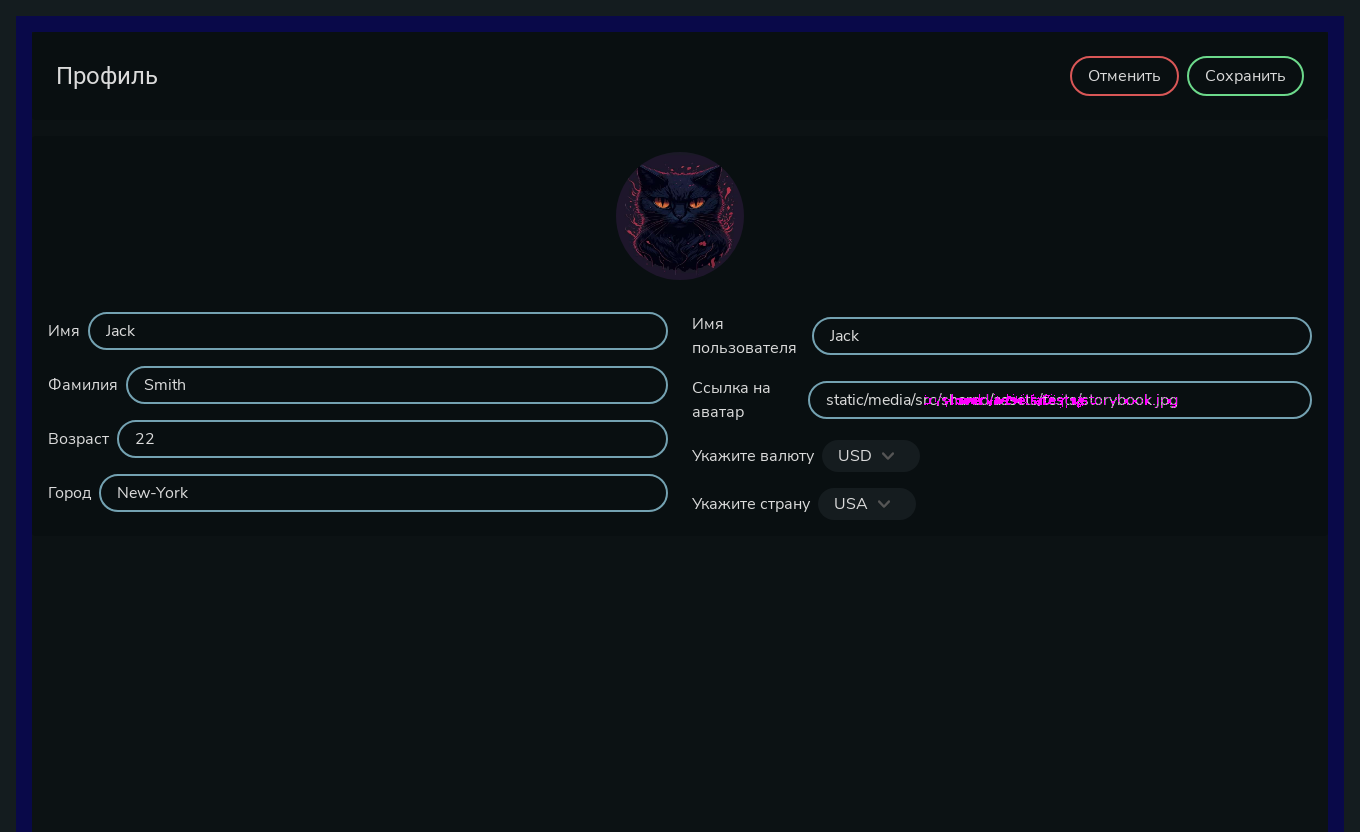 Профиль
Отменить
Сохранить
Имя
Jack
Фамилия
Smith
Возраст
22
Город
New-York
Имя
пользователя
Jack
Ссылка на
аватар
static/media/src/shared/assets/tests/storybook.jpg
Укажите валюту
USD
Укажите страну
USA